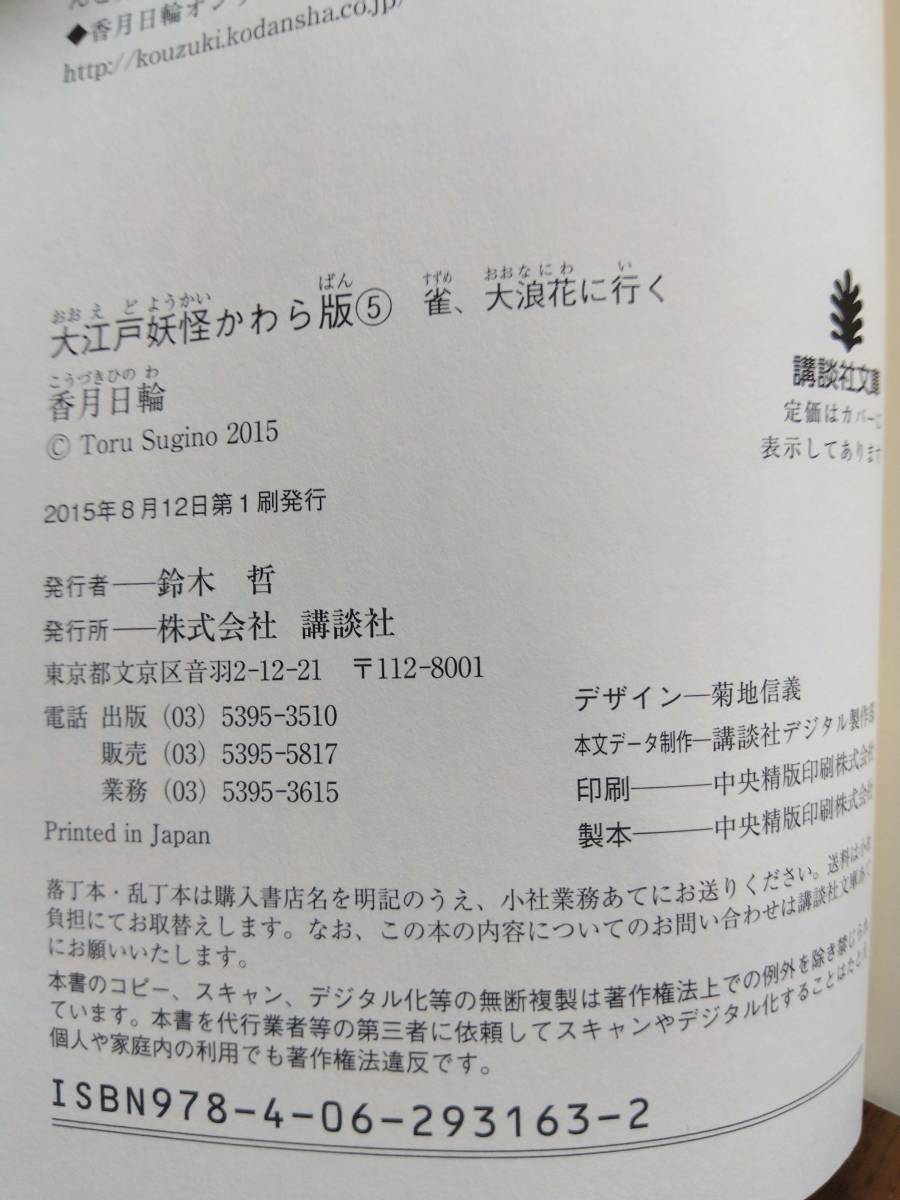 ◆香月日輪オン
http://kouzuki.kodansha.co.jp/
おおえどようかい ばん すずめ おおなにわ い
大江戸妖怪かわら版⑤ 雀、大浪花に行く
こうづきひのわ
香月日輪
© Toru Sugino 2015
講談社文庫
定価はカバーに
表示してあります
2015年8月12日第1刷発行
発行者——鈴木 哲
発行所——株式会社 講談社
東京都文京区音羽2-12-21 〒112-8001
電話 出版 (03) 5395-3510
販売 (03) 5395-5817
業務 (03) 5395-3615
Printed in Japan
デザイン—菊地信義
本文データ制作—講談社デジタル製作部
印刷———中央精版印刷株式会社
製本———中央精版印刷株式会社
落丁本・乱丁本は購入書店名を明記のうえ、小社業務あてにお送りください。送料は小社
負担にてお取替えします。なお、この本の内容についてのお問い合わせは講談社文庫あて
にお願いいたします。
本書のコピー、スキャン、デジタル化等の無断複製は著作権法上での例外を除き禁じられ
ています。本書を代行業者等の第三者に依頼してスキャンやデジタル化することはたとえ
個人や家庭内の利用でも著作権法違反です。
ISBN978-4-06-293163-2